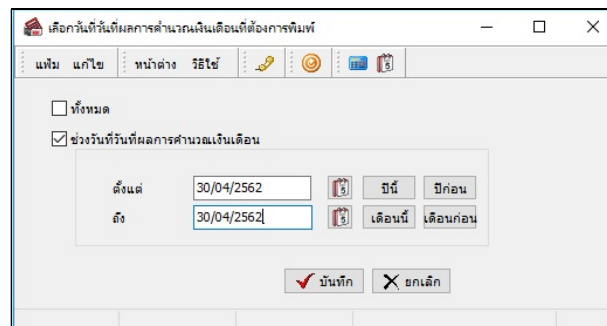 เลือกวันที่วันที่ผลการคำนวณเงินเดือนที่ต้องการพิมพ์
แฟ้ม แก้ไข หน้าต่าง วิธีใช้
ทั้งหมด
ช่วงวันที่วันที่ผลการคำนวณเงินเดือน
ตั้งแต่ 30/04/2562 ปีนี้ ปีก่อน
ถึง 30/04/2562 เดือนนี้ เดือนก่อน
บันทึก ยกเลิก